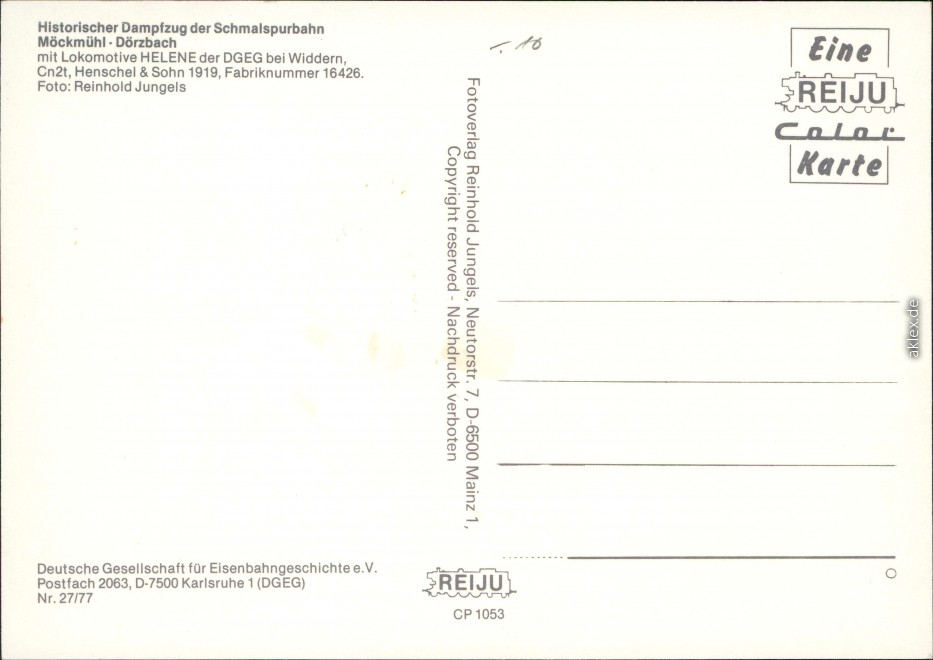 Historischer Dampfzug der Schmalspurbahn
Möckmühl - Dörzbach
mit Lokomotive HELENE der DGEG bei Widdern,
Cn2t, Henschel & Sohn 1919, Fabriknummer 16426.
Foto: Reinhold Jungels
-.10
Eine
REIJU
Color
Karte
Fotoverlag Reinhold Jungels, Neutorstr. 7, D-6500 Mainz 1,
Copyright reserved - Nachdruck verboten
aklex.de
Deutsche Gesellschaft für Eisenbahngeschichte e.V.
Postfach 2063, D-7500 Karlsruhe 1 (DGEG)
Nr. 27/77
REIJU
CP 1053